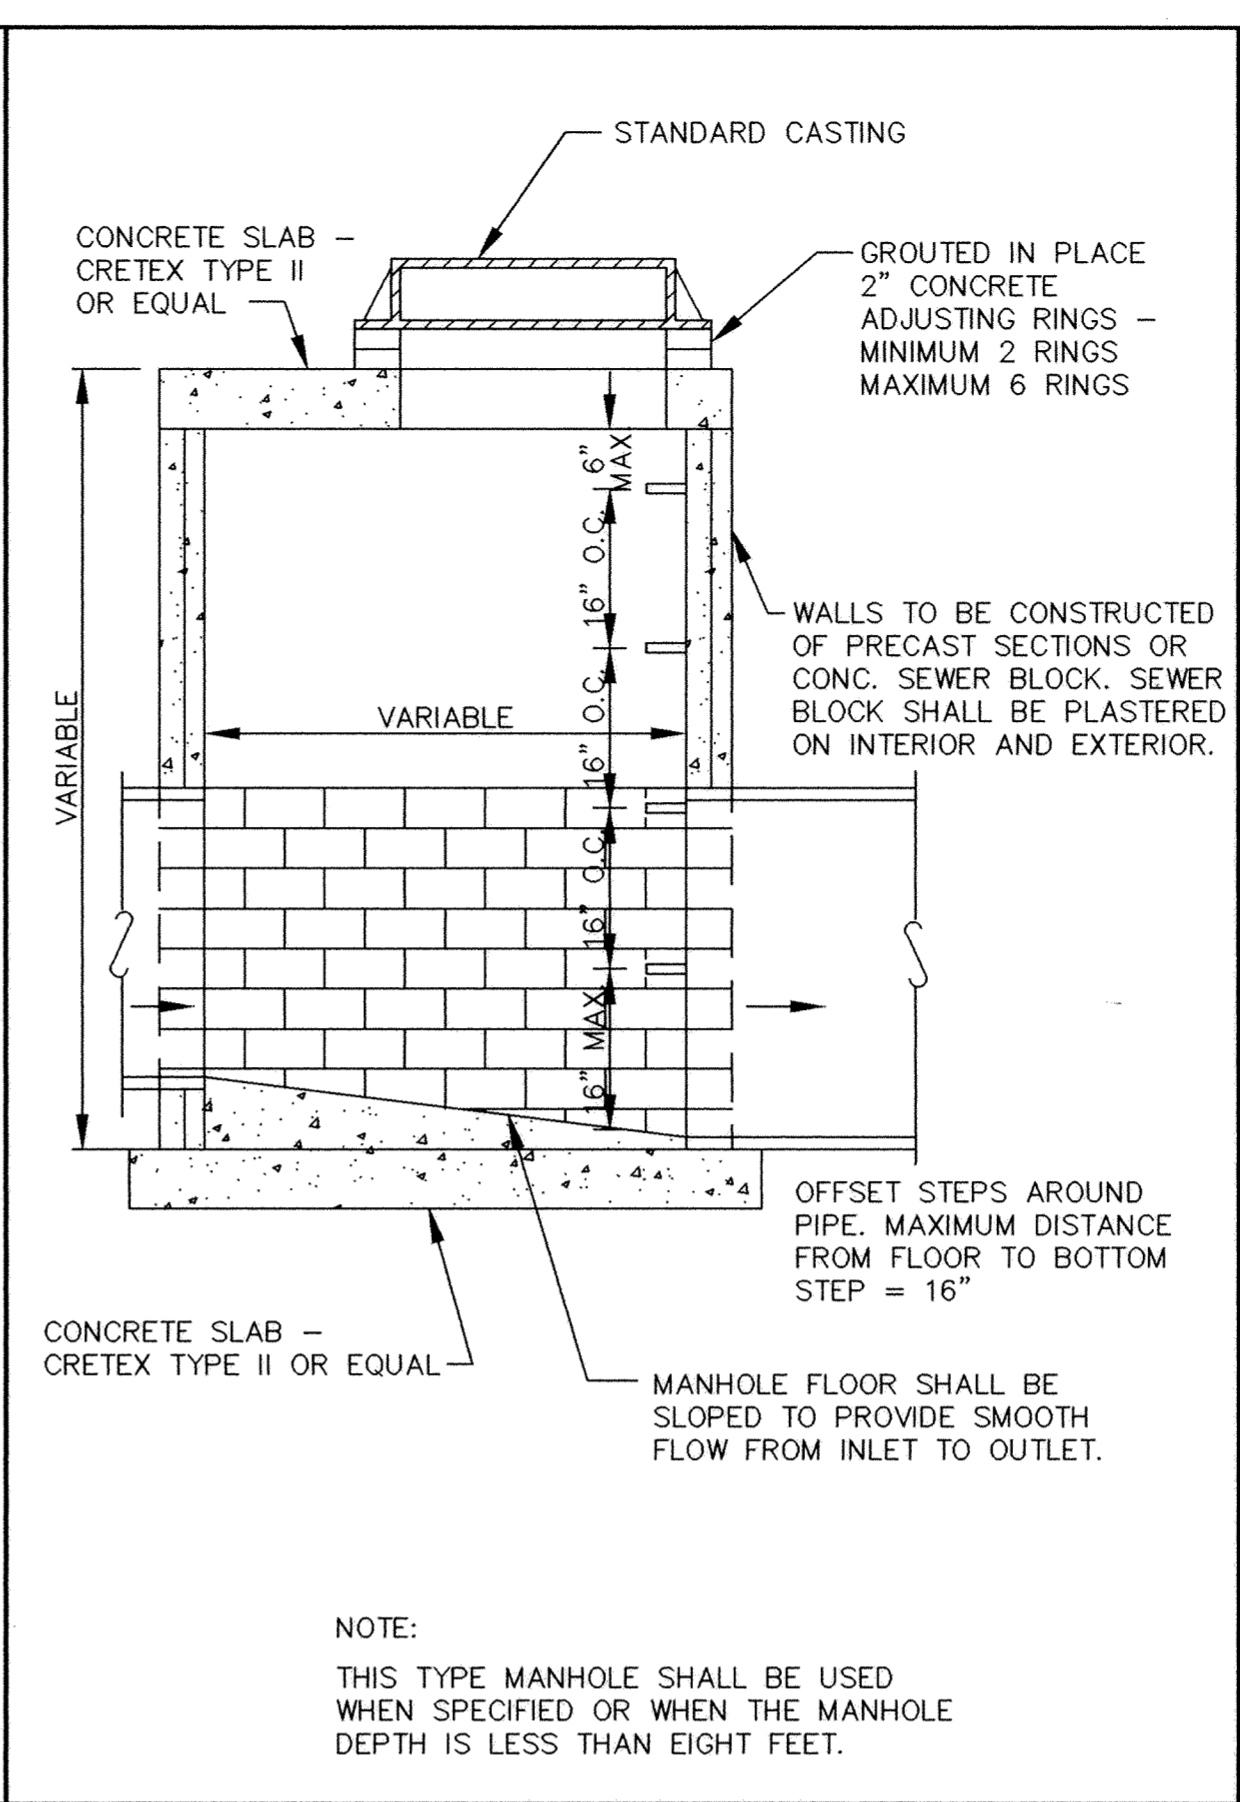 STANDARD CASTING
CONCRETE SLAB –
CRETEX TYPE II
OR EQUAL
GROUTED IN PLACE
2" CONCRETE
ADJUSTING RINGS –
MINIMUM 2 RINGS
MAXIMUM 6 RINGS
6"
MAX.
16" O.C.
16" O.C.
16" O.C.
16" MAX.
WALLS TO BE CONSTRUCTED
OF PRECAST SECTIONS OR
CONC. SEWER BLOCK. SEWER
BLOCK SHALL BE PLASTERED
ON INTERIOR AND EXTERIOR.
VARIABLE
VARIABLE
OFFSET STEPS AROUND
PIPE. MAXIMUM DISTANCE
FROM FLOOR TO BOTTOM
STEP = 16"
CONCRETE SLAB –
CRETEX TYPE II OR EQUAL
MANHOLE FLOOR SHALL BE
SLOPED TO PROVIDE SMOOTH
FLOW FROM INLET TO OUTLET.
NOTE:
THIS TYPE MANHOLE SHALL BE USED
WHEN SPECIFIED OR WHEN THE MANHOLE
DEPTH IS LESS THAN EIGHT FEET.